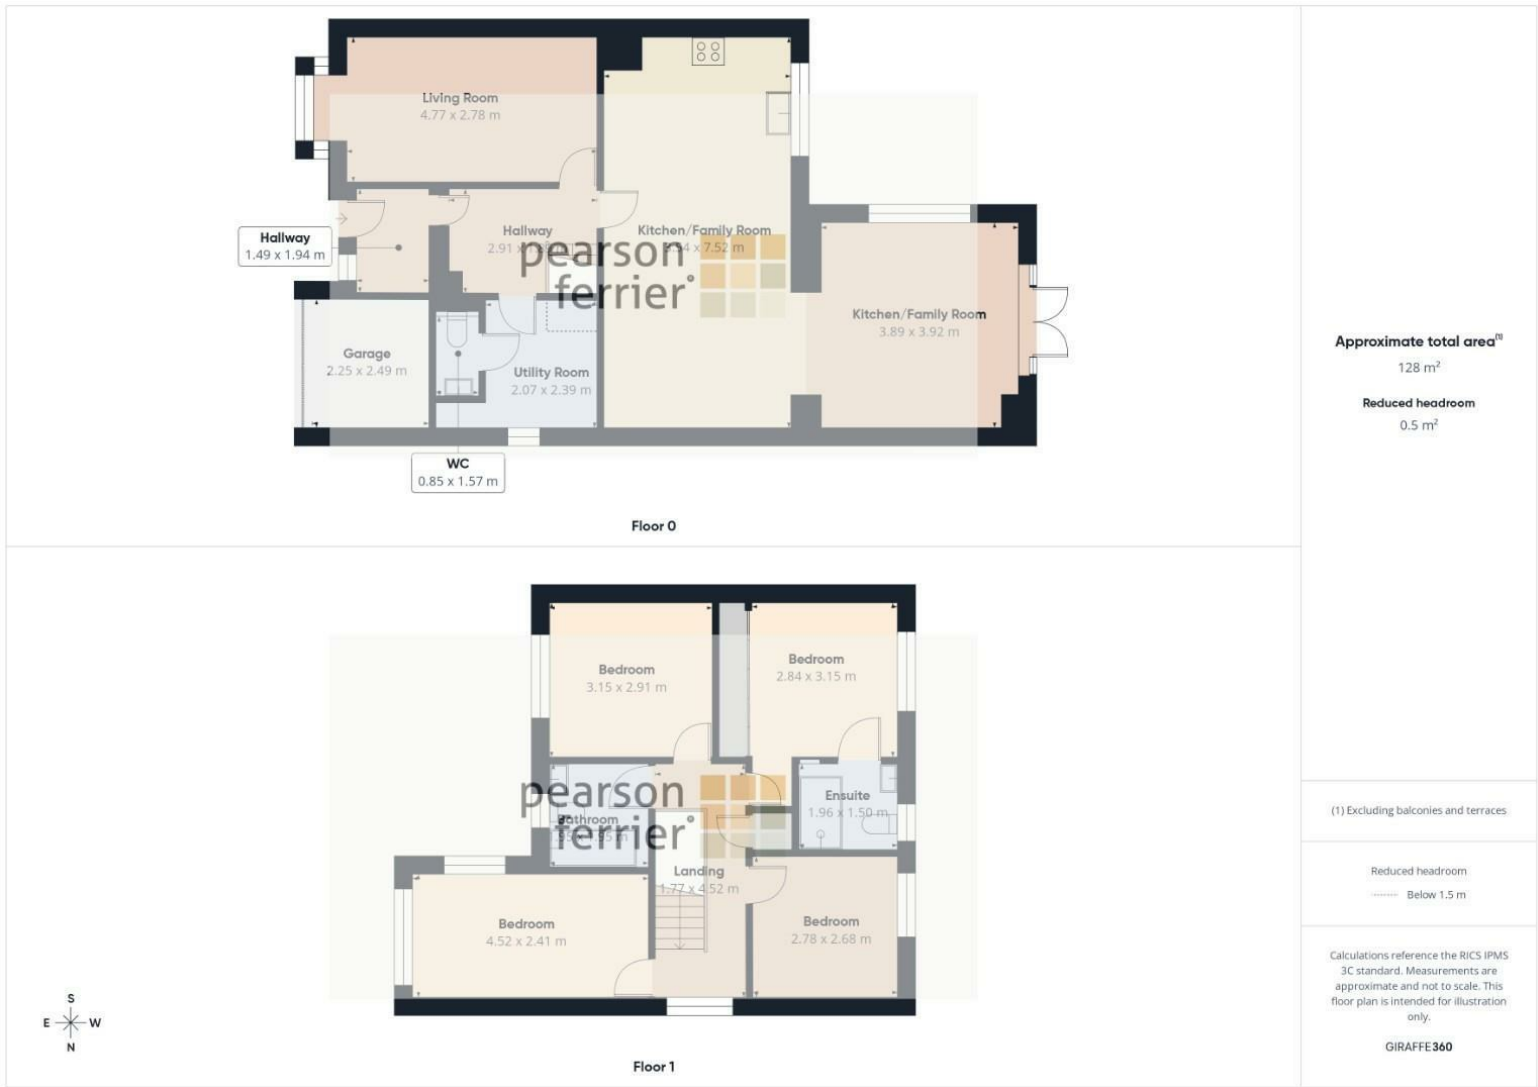 Living Room
4.77 x 2.78 m
Hallway
1.49 x 1.94 m
Hallway
2.91 x
Kitchen/Family Room
x 7.52 m
pearson
ferrier
Kitchen/Family Room
3.89 x 3.92 m
Garage
2.25 x 2.49 m
Utility Room
2.07 x 2.39 m
WC
0.85 x 1.57 m
Floor 0
Bedroom
3.15 x 2.91 m
Bedroom
2.84 x 3.15 m
pearson
ferrier
Bathroom
Ensuite
1.96 x 1.50 m
Landing
1.77 x 4.52 m
Bedroom
4.52 x 2.41 m
Bedroom
2.78 x 2.68 m
S
E W
N
Floor 1
Approximate total area(1)
128 m²
Reduced headroom
0.5 m²
(1) Excluding balconies and terraces
Reduced headroom
Below 1.5 m
Calculations reference the RICS IPMS
3C standard. Measurements are
approximate and not to scale. This
floor plan is intended for illustration
only.
GIRAFFE360